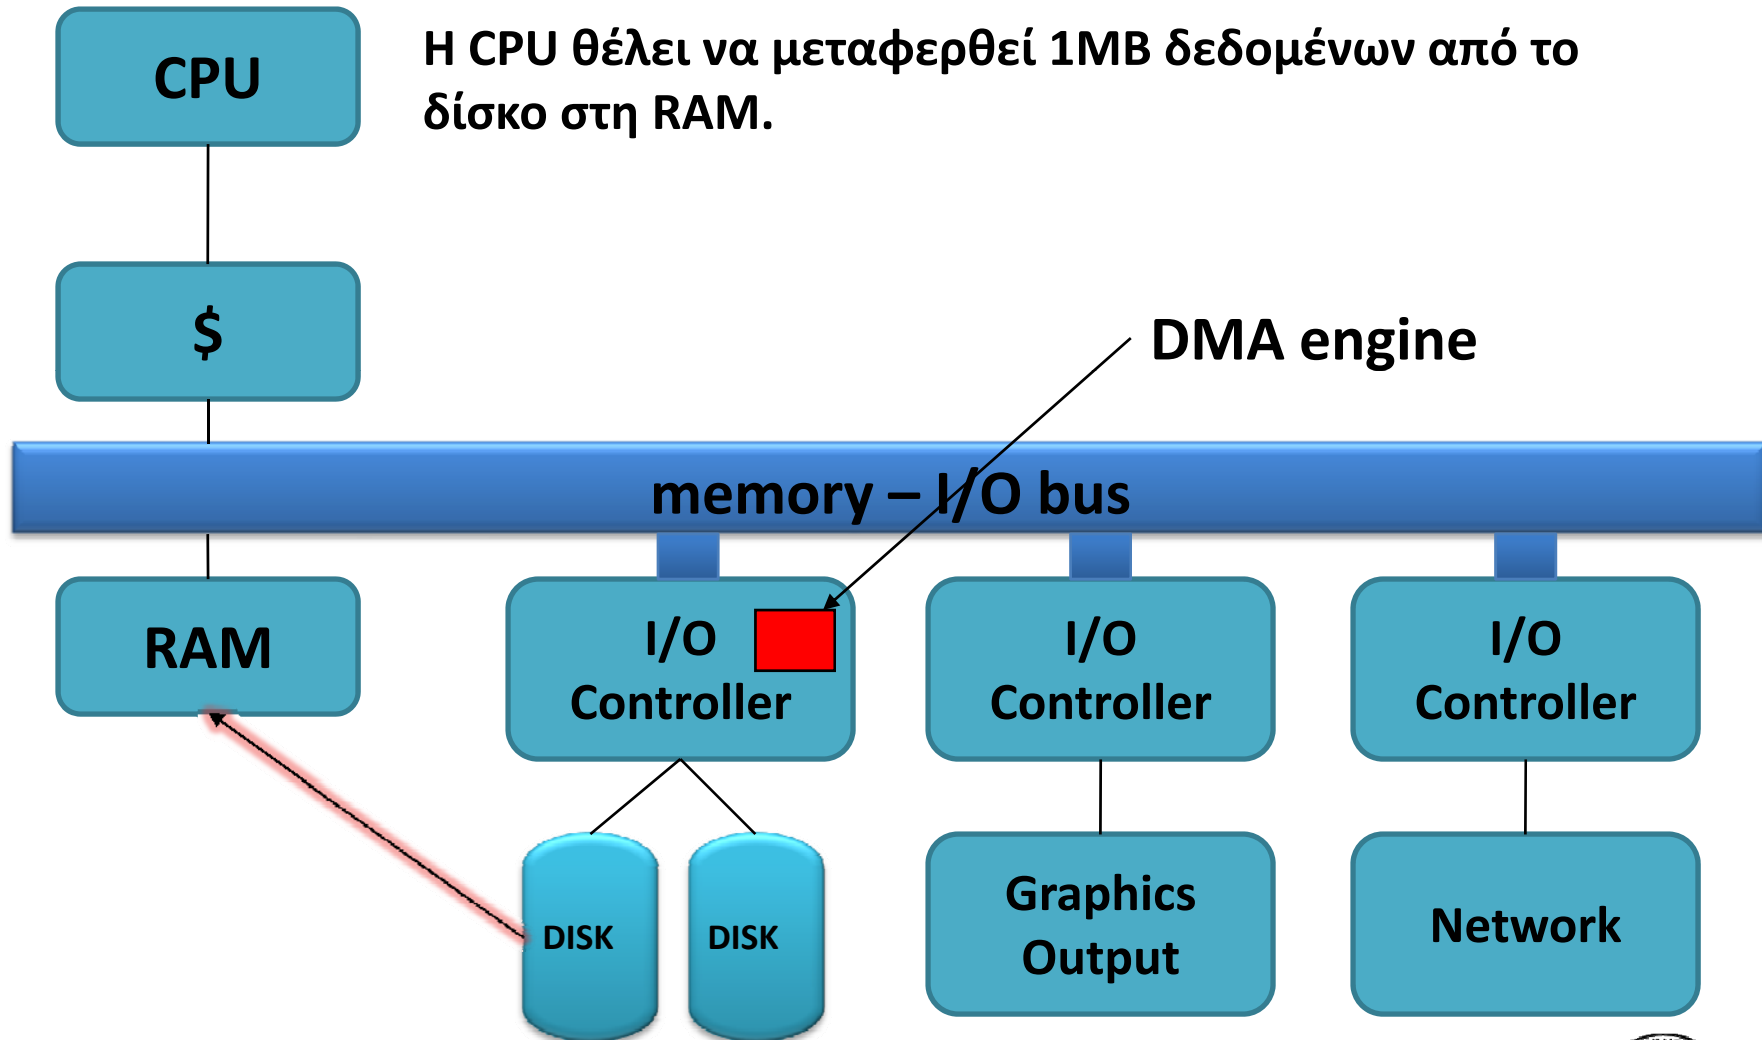 CPU
Η CPU θέλει να μεταφερθεί 1MB δεδομένων από το
δίσκο στη RAM.
$
DMA engine
memory – I/O bus
RAM
I/O
Controller
I/O
Controller
I/O
Controller
DISK
DISK
Graphics
Output
Network